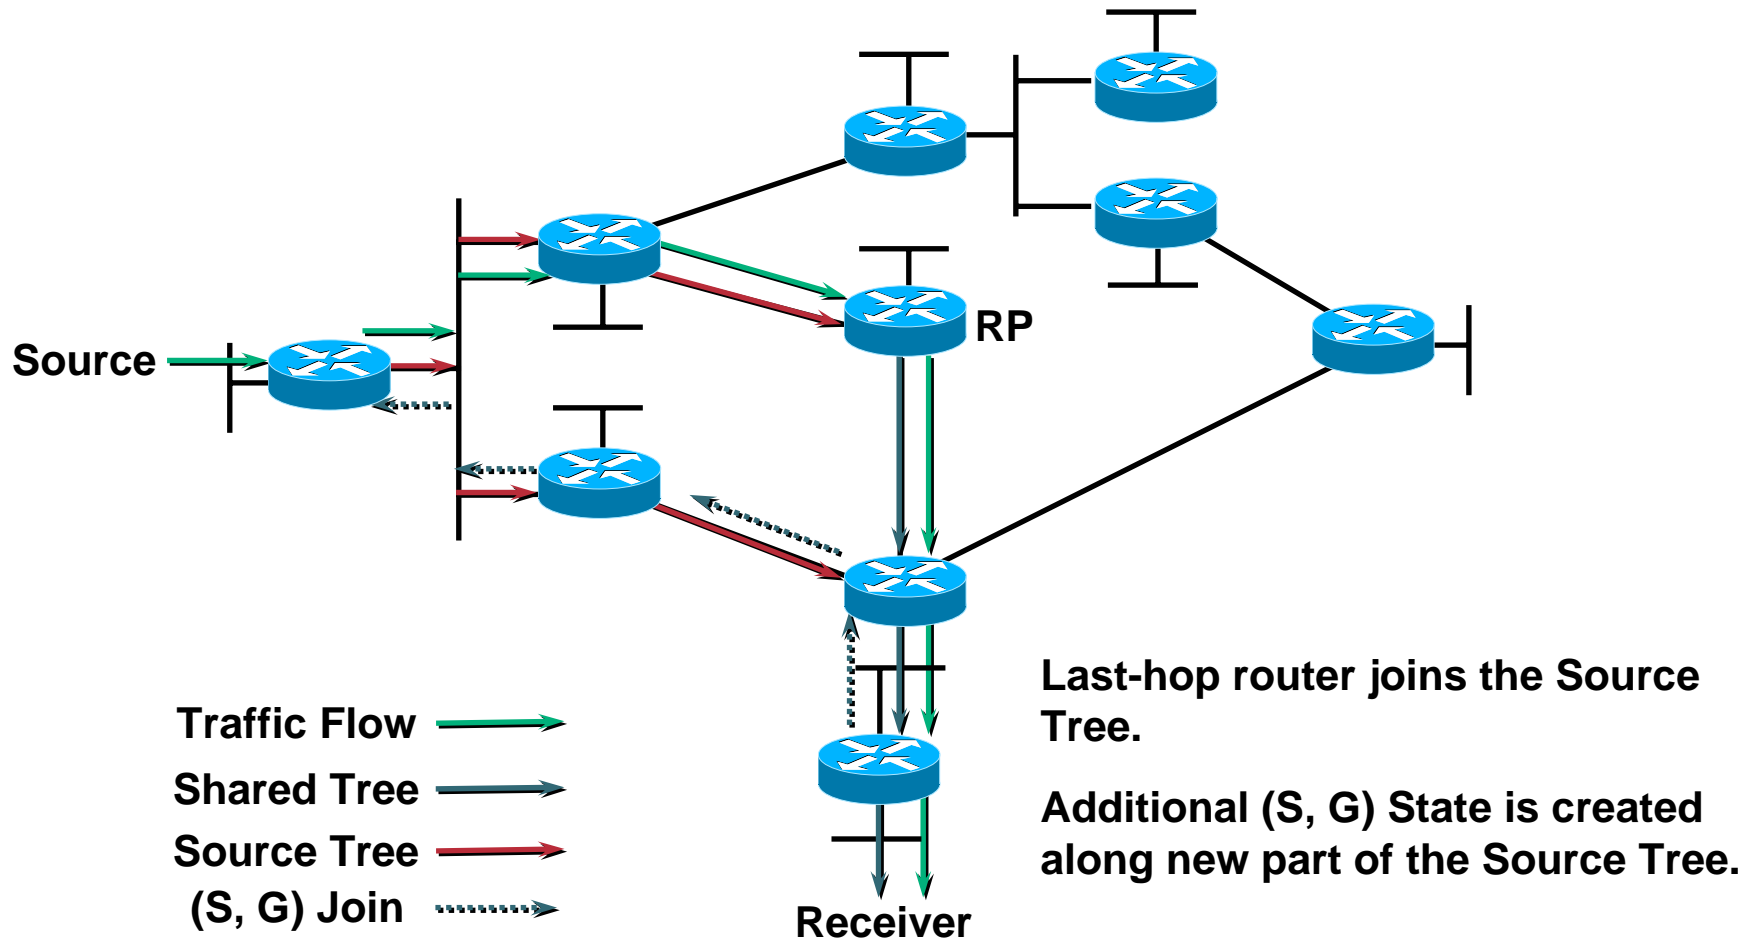 RP
Source
Traffic Flow
Shared Tree
Source Tree
(S, G) Join
Receiver
Last-hop router joins the Source
Tree.
Additional (S, G) State is created
along new part of the Source Tree.